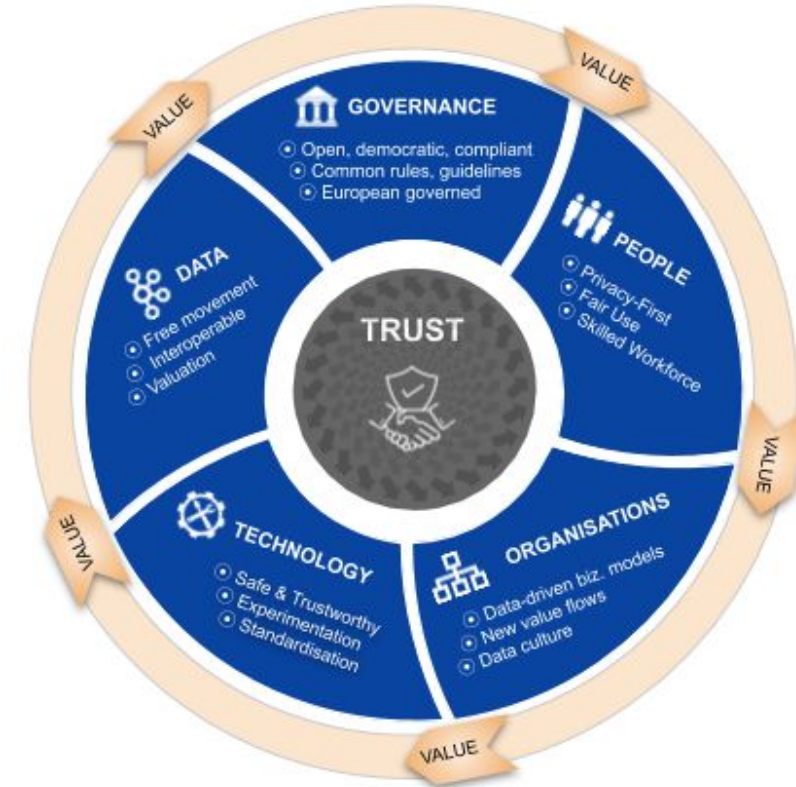 VALUE
VALUE
GOVERNANCE
Open, democratic, compliant
Common rules, guidelines
European governed
PEOPLE
Privacy-First
Fair Use
Skilled Workforce
DATA
Free movement
Interoperable
Valuation
TRUST
VALUE
ORGANISATIONS
Data-driven biz. models
New value flows
Data culture
TECHNOLOGY
Safe & Trustworthy
Experimentation
Standardisation
VALUE
VALUE